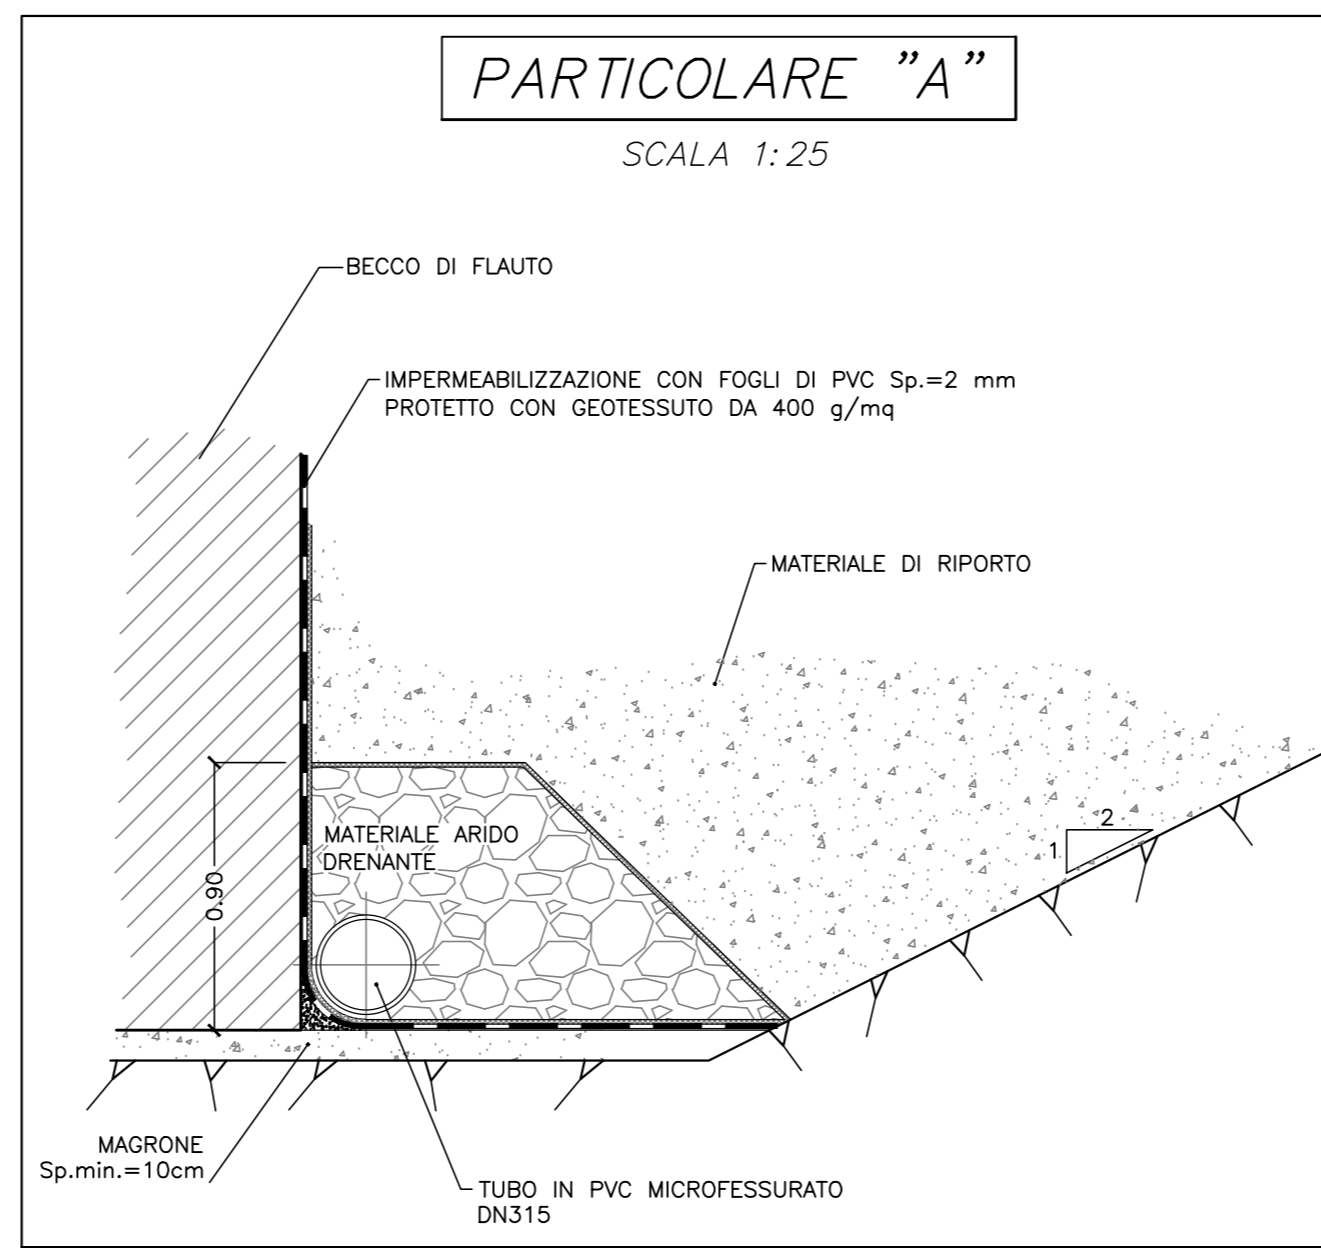 PARTICOLARE "A"
SCALA 1:25
BECCO DI FLAUTO
IMPERMEABILIZZAZIONE CON FOGLI DI PVC Sp.=2 mm
PROTETTO CON GEOTESSUTO DA 400 g/mq
MATERIALE DI RIPORTO
MATERIALE ARIDO
DRENANTE
2
1
0.90
MAGRONE
Sp.min.=10cm
TUBO IN PVC MICROFESSURATO
DN315